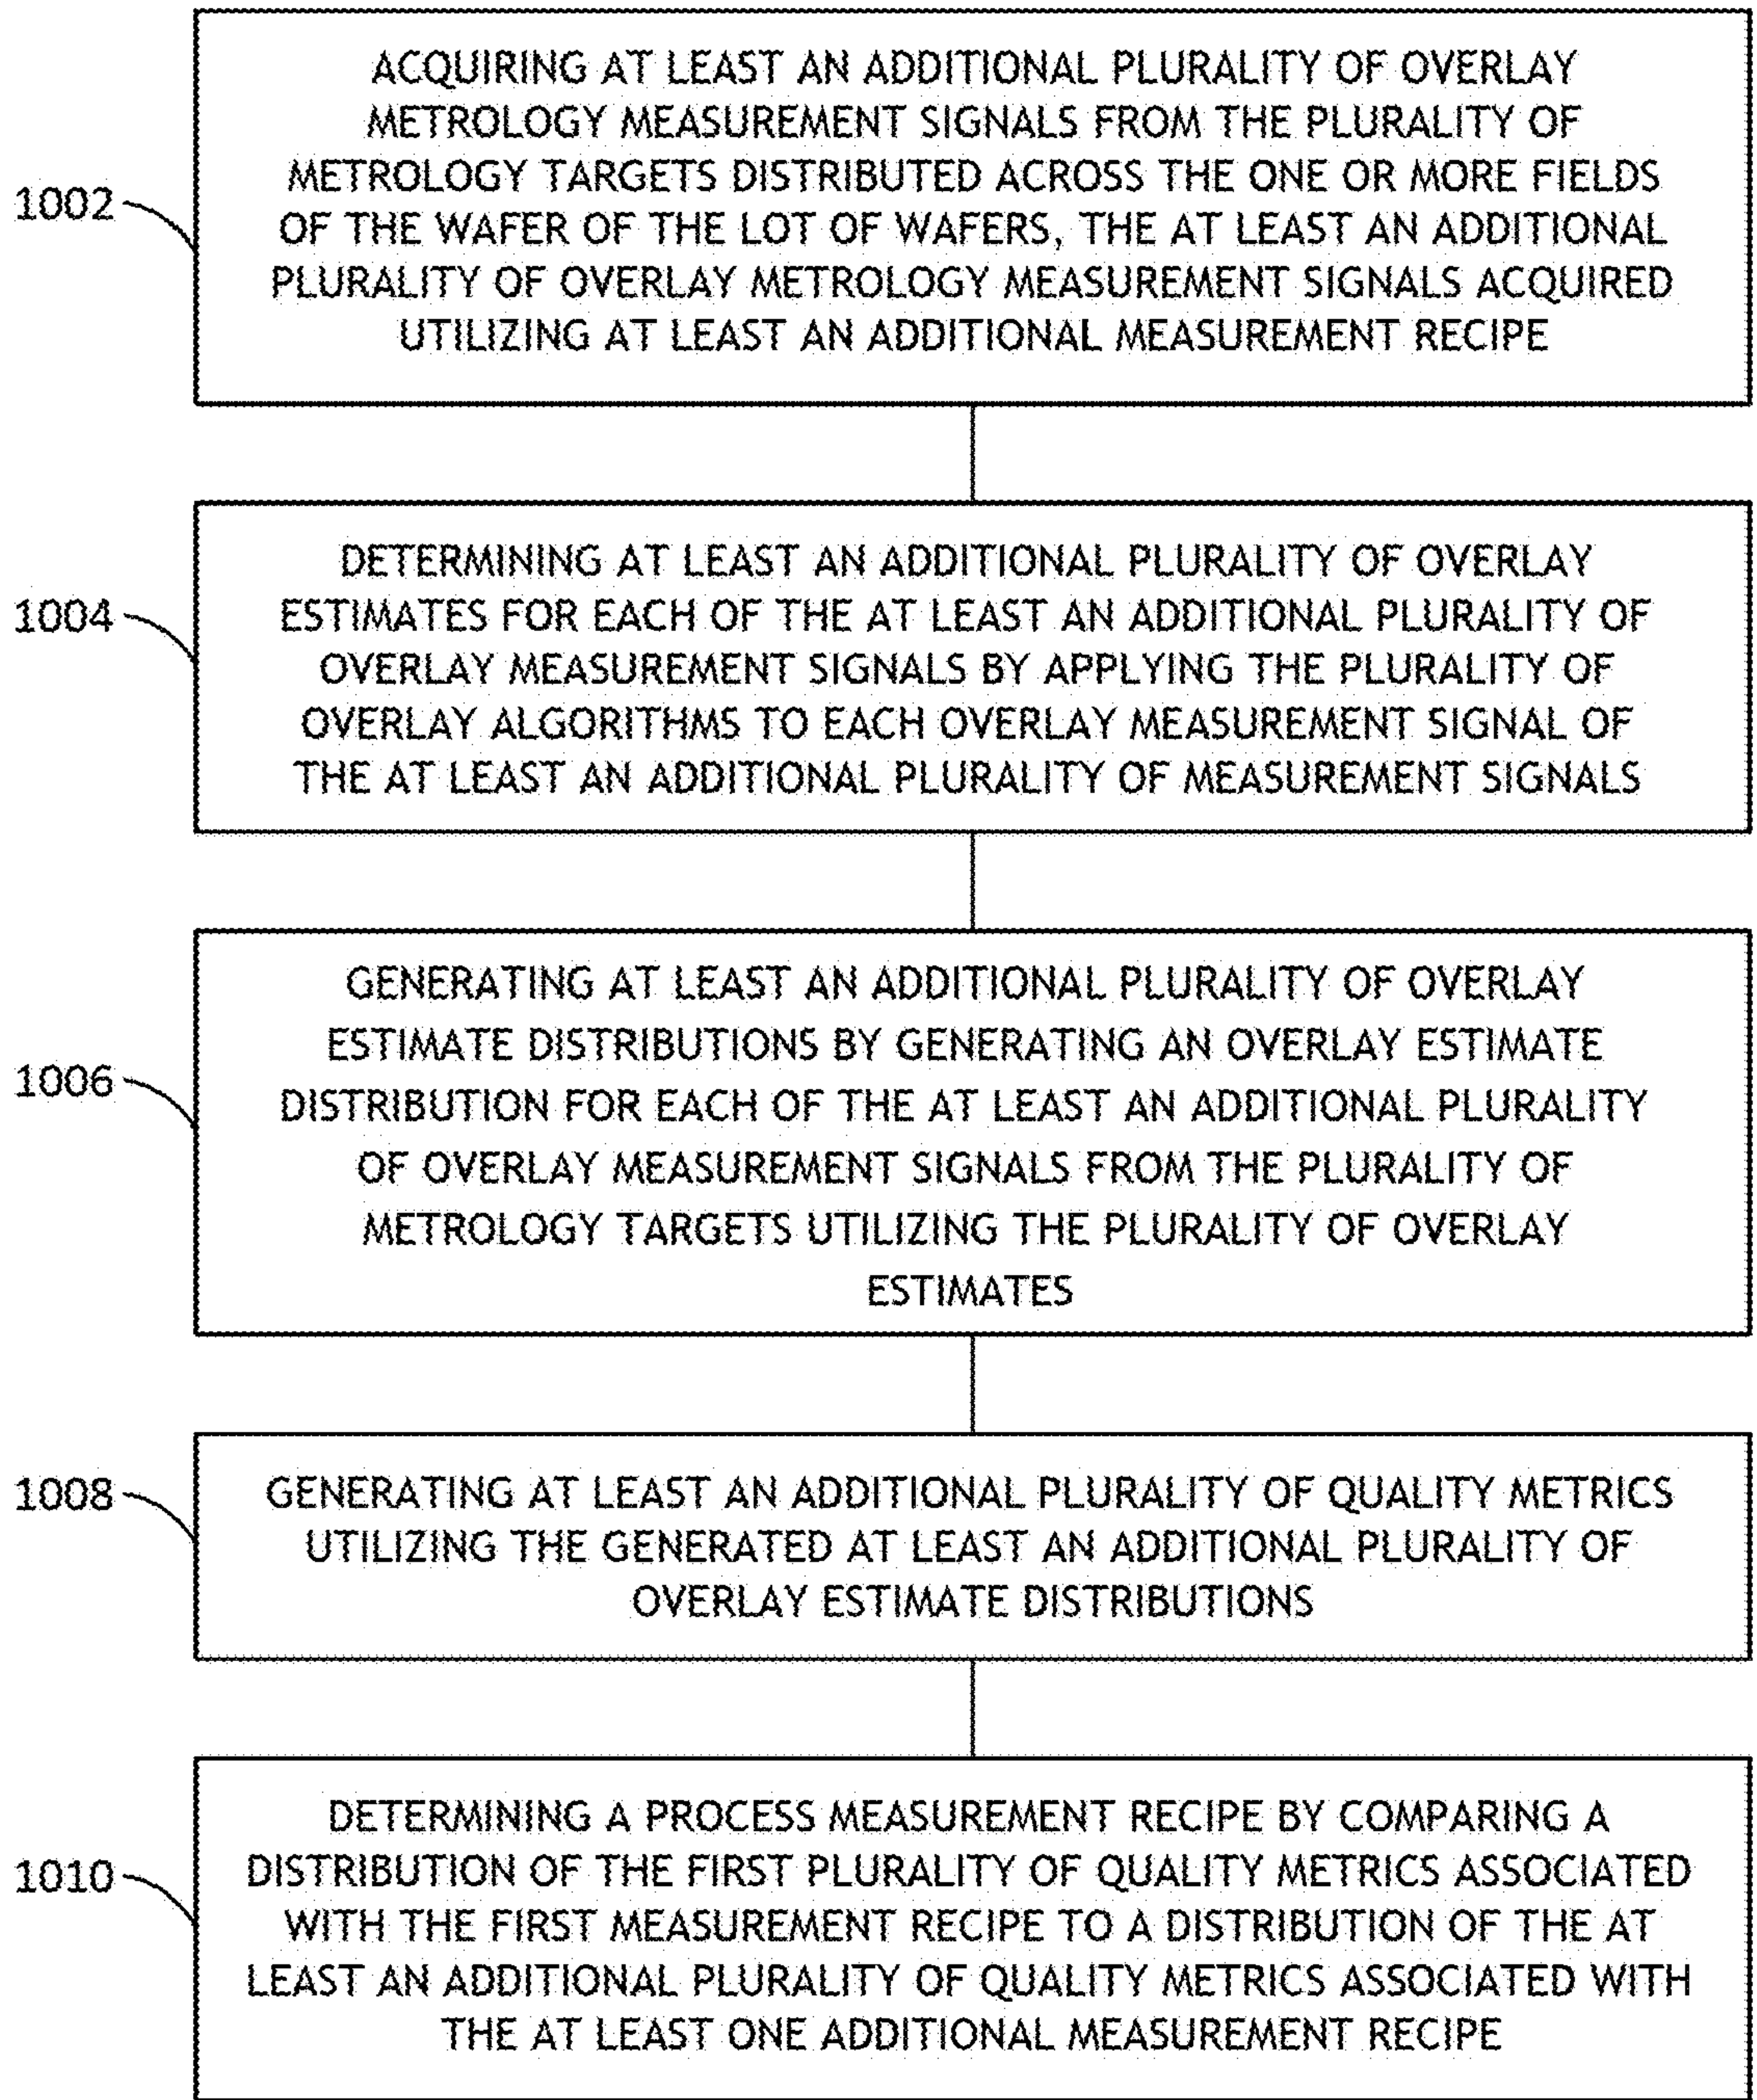 ACQUIRING AT LEAST AN ADDITIONAL PLURALITY OF OVERLAY
METROLOGY MEASUREMENT SIGNALS FROM THE PLURALITY OF
METROLOGY TARGETS DISTRIBUTED ACROSS THE ONE OR MORE FIELDS
1002
OF THE WAFER OF THE LOT OF WAFERS, THE AT LEAST AN ADDITIONAL
PLURALITY OF OVERLAY METROLOGY MEASUREMENT SIGNALS ACQUIRED
UTILIZING AT LEAST AN ADDITIONAL MEASUREMENT RECIPE
DETERMINING AT LEAST AN ADDITIONAL PLURALITY OF OVERLAY
1004
ESTIMATES FOR EACH OF THE AT LEAST AN ADDITIONAL PLURALITY OF
OVERLAY MEASUREMENT SIGNALS BY APPLYING THE PLURALITY OF
OVERLAY ALGORITHMS TO EACH OVERLAY MEASUREMENT SIGNAL OF
THE AT LEAST AN ADDITIONAL PLURALITY OF MEASUREMENT SIGNALS
GENERATING AT LEAST AN ADDITIONAL PLURALITY OF OVERLAY
ESTIMATE DISTRIBUTIONS BY GENERATING AN OVERLAY ESTIMATE
1006
DISTRIBUTION FOR EACH OF THE AT LEAST AN ADDITIONAL PLURALITY
OF OVERLAY MEASUREMENT SIGNALS FROM THE PLURALITY OF
METROLOGY TARGETS UTILIZING THE PLURALITY OF OVERLAY
ESTIMATES
1008
GENERATING AT LEAST AN ADDITIONAL PLURALITY OF QUALITY METRICS
UTILIZING THE GENERATED AT LEAST AN ADDITIONAL PLURALITY OF
OVERLAY ESTIMATE DISTRIBUTIONS
DETERMINING A PROCESS MEASUREMENT RECIPE BY COMPARING A
1010
DISTRIBUTION OF THE FIRST PLURALITY OF QUALITY METRICS ASSOCIATED
WITH THE FIRST MEASUREMENT RECIPE TO A DISTRIBUTION OF THE AT
LEAST AN ADDITIONAL PLURALITY OF QUALITY METRICS ASSOCIATED WITH
THE AT LEAST ONE ADDITIONAL MEASUREMENT RECIPE